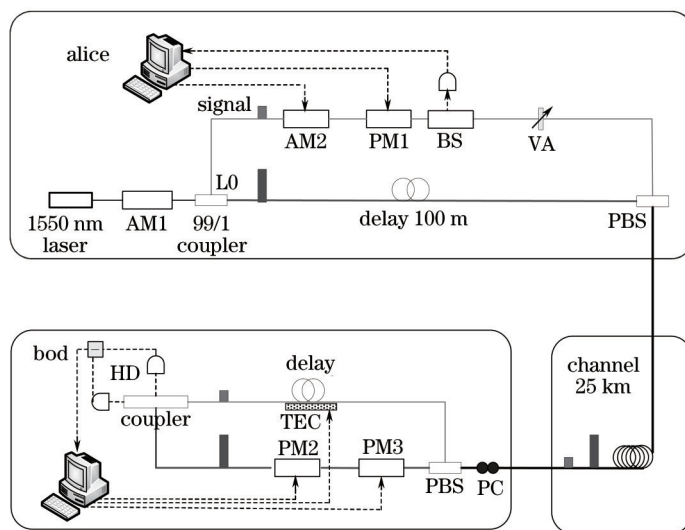 alice
signal
AM2
PM1
BS
VA
L0
1550 nm
laser
AM1
99/1
coupler
delay 100 m
PBS
bod
HD
coupler
delay
TEC
PM2
PM3
PBS
PC
channel
25 km